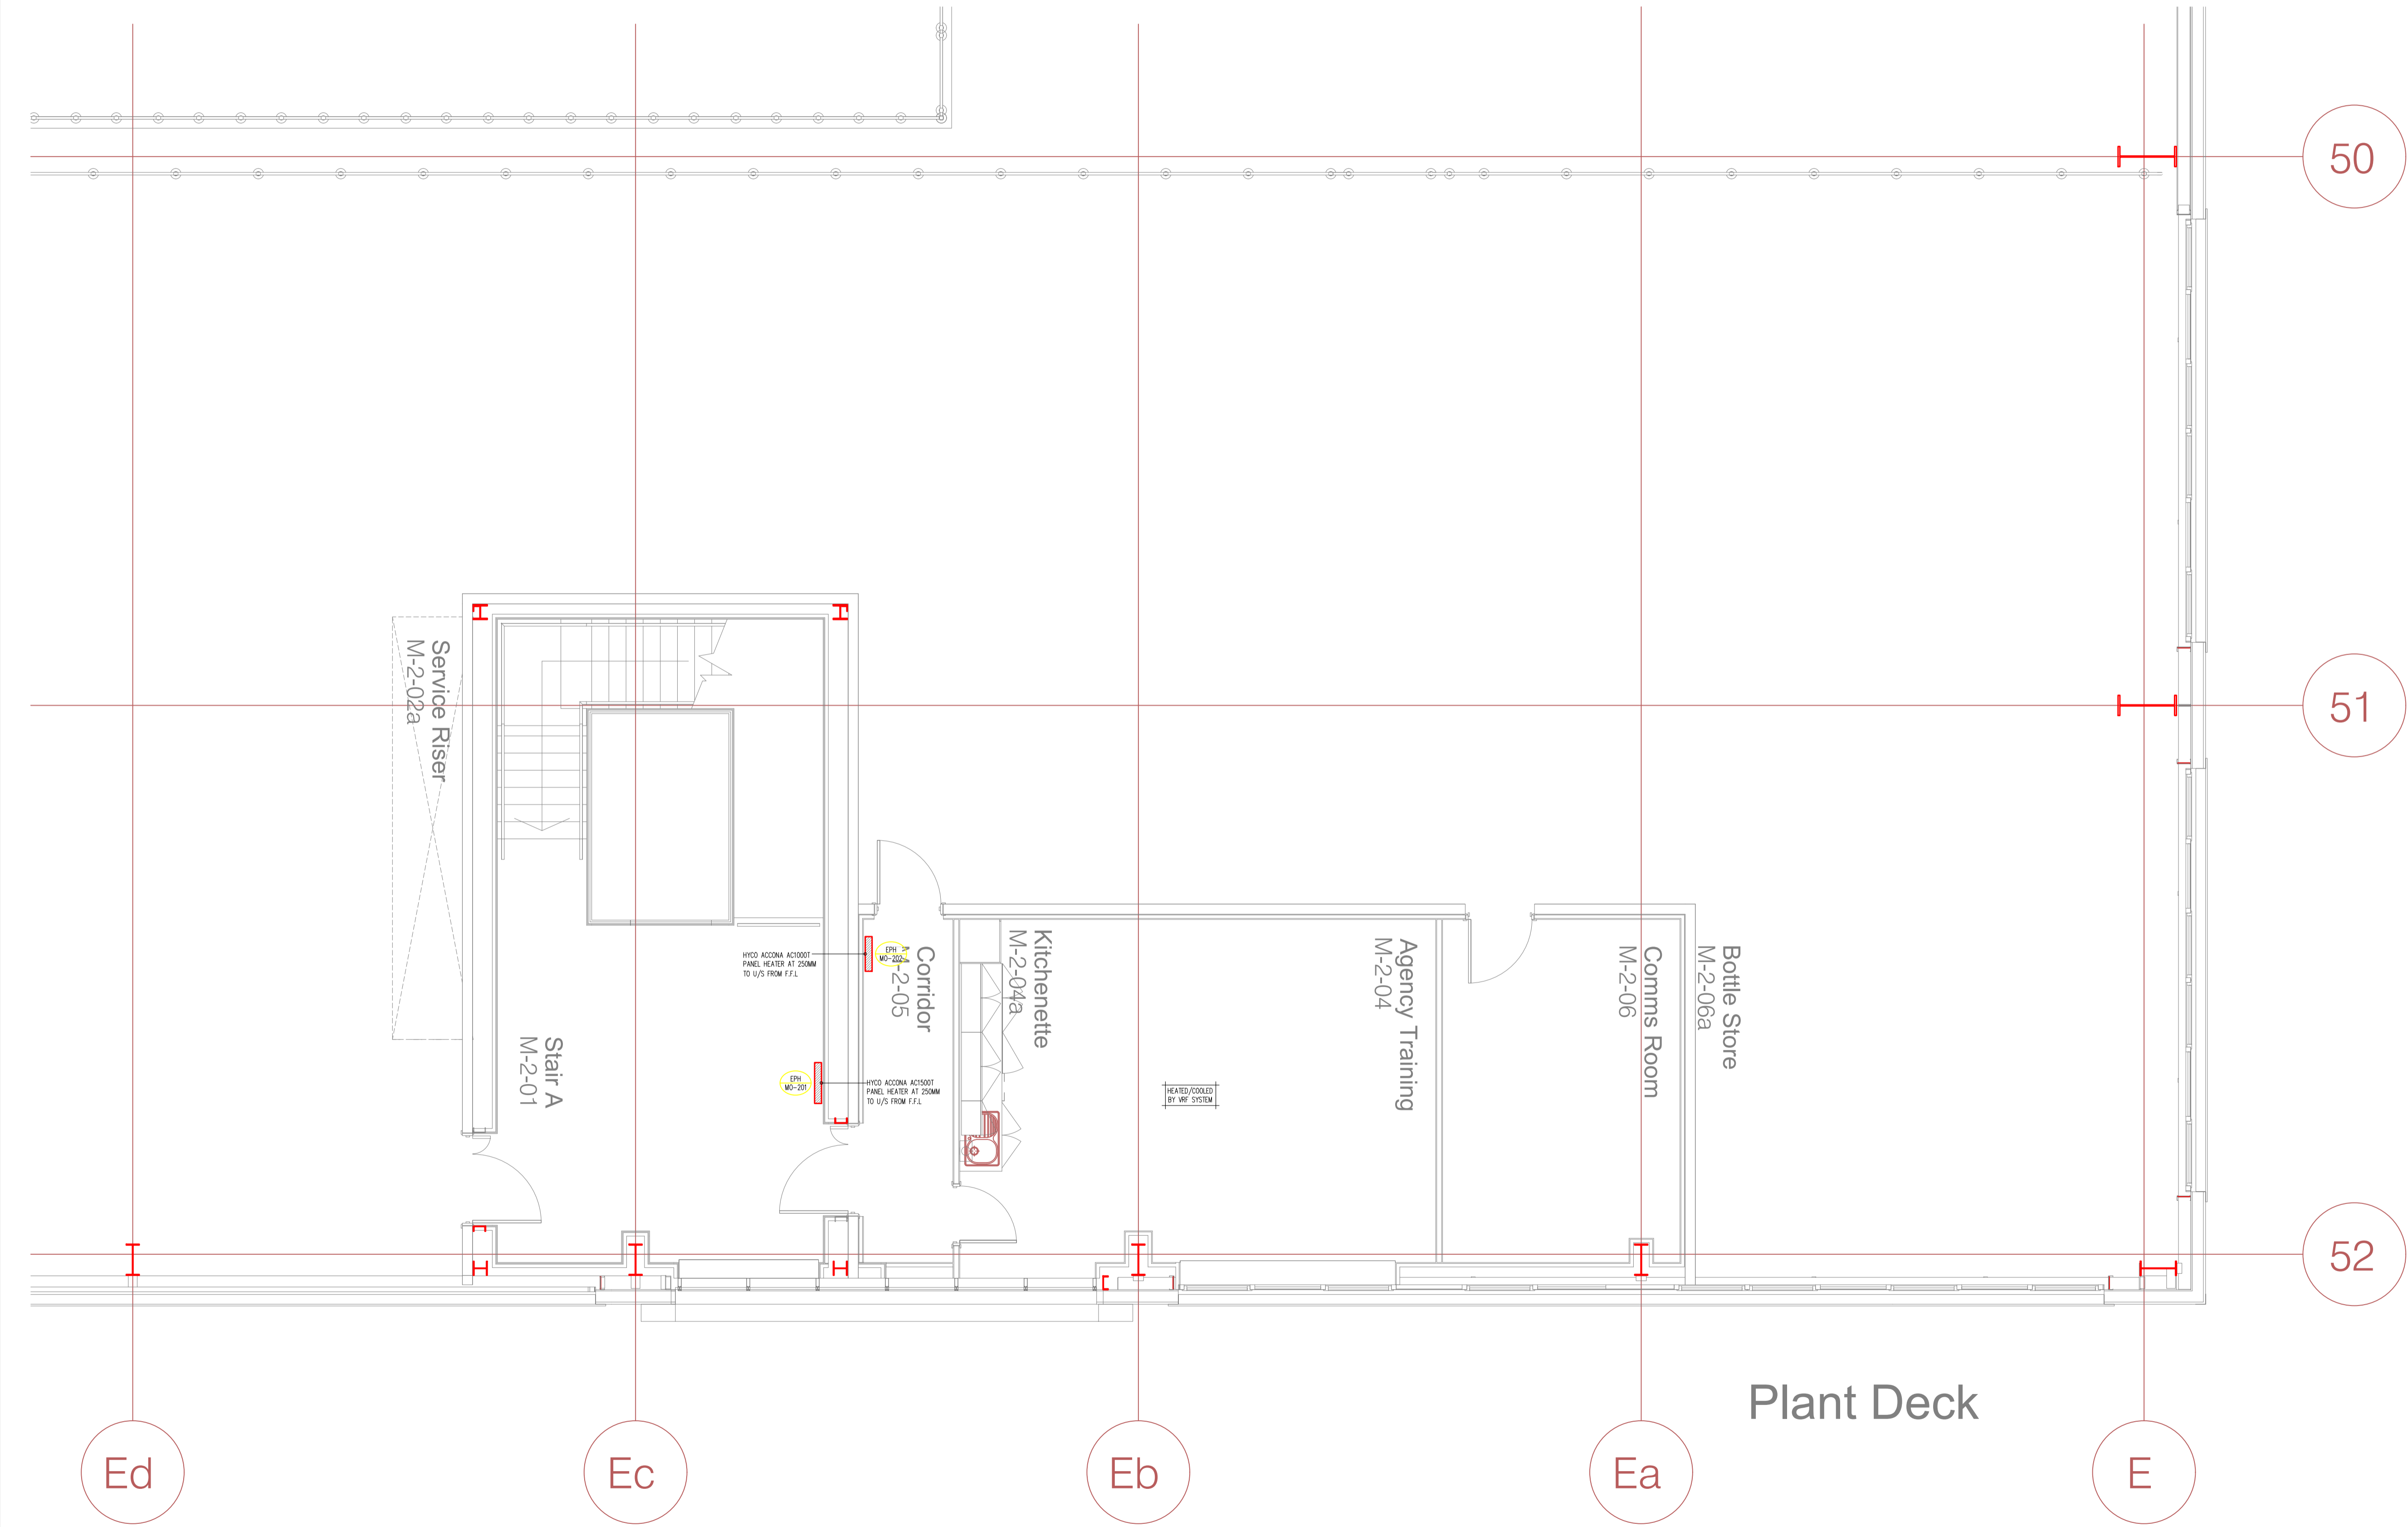 50
51
52
Service Riser
M-2-02a
Stair A
M-2-01
HYCO ACCONA AC1000T
PANEL HEATER AT 250MM
TO U/S FROM F.F.L
EPH
MO-202
Corridor
M-2-05
Kitchenette
M-2-04a
Agency Training
M-2-04
Comms Room
M-2-06
Bottle Store
M-2-06a
EPH
MO-201
HYCO ACCONA AC1500T
PANEL HEATER AT 250MM
TO U/S FROM F.F.L
HEATED/COOLED
BY VRF SYSTEM
Plant Deck
Ed
Ec
Eb
Ea
E